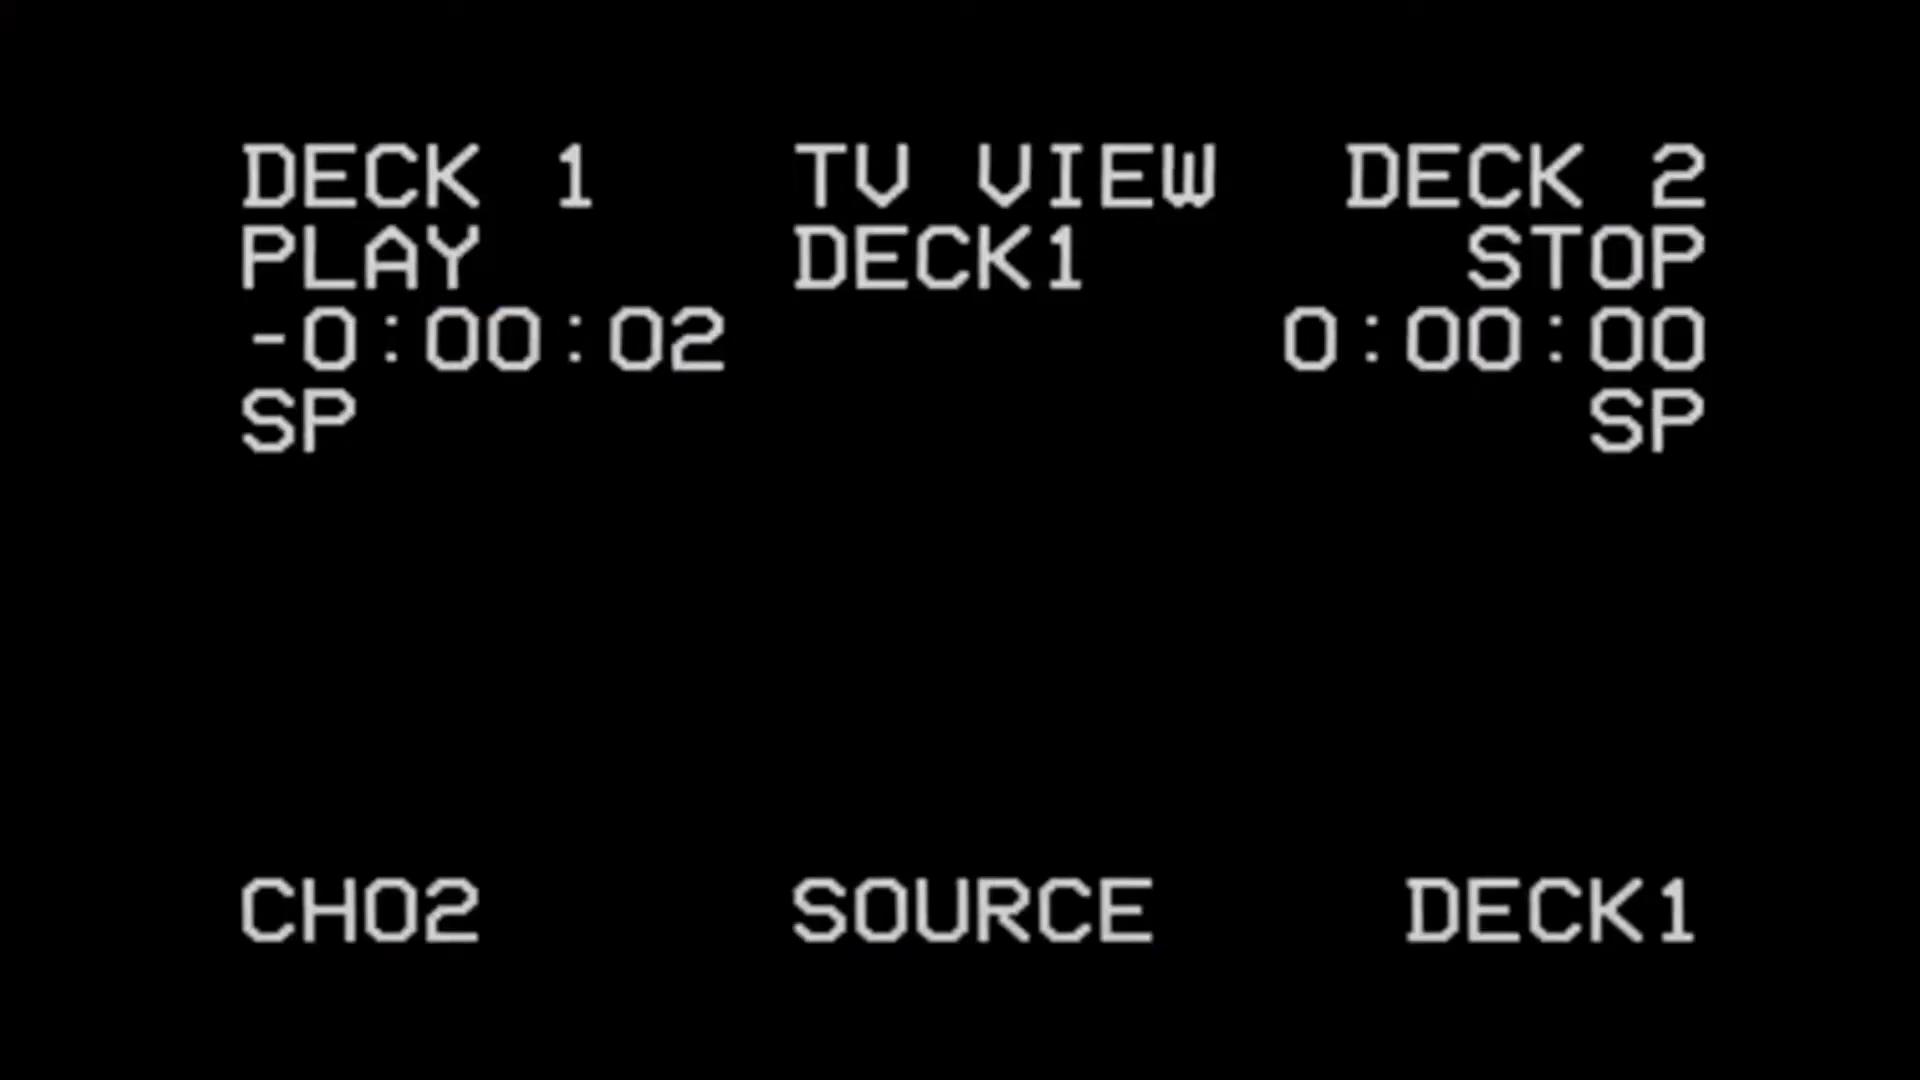 DECK 1 TV VIEW DECK 2
PLAY DECK1 STOP
-0:00:02 0:00:00
SP SP
CH02 SOURCE DECK1